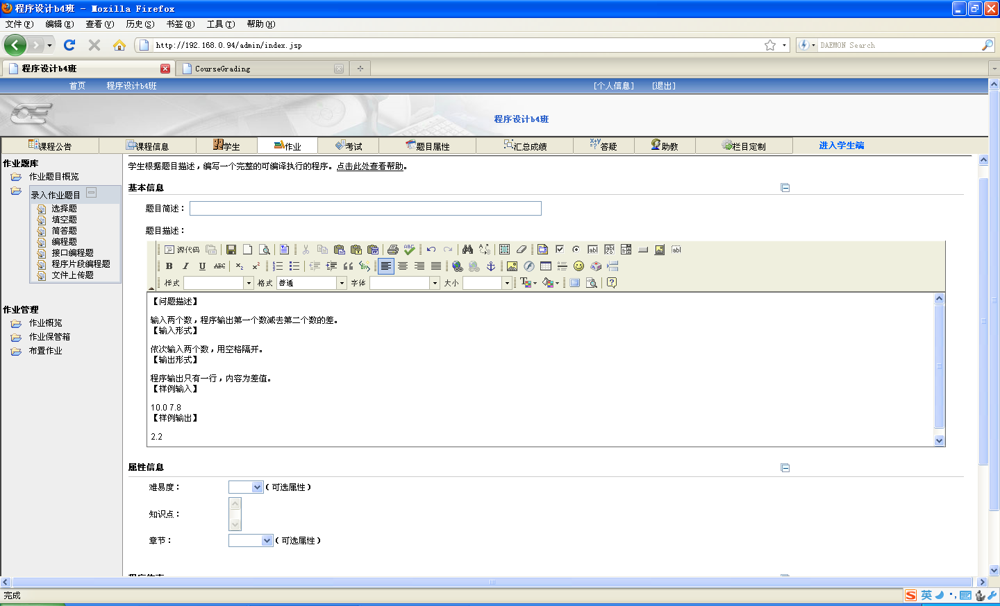 程序设计b4班 - Mozilla Firefox
文件(F) 编辑(E) 查看(V) 历史(S) 书签(B) 工具(T) 帮助(H)
http://192.168.0.94/admin/index.jsp DAEMON Search
程序设计b4班 CourseGrading
首页 程序设计b4班 [个人信息] [退出]
程序设计b4班
课程公告 课程信息 学生 作业 考试 题目属性 汇总成绩 答疑 助教 栏目定制 进入学生端
作业题库
作业题目概览
录入作业题目
选择题
填空题
简答题
编程题
接口编程题
程序片段编程题
文件上传题
作业管理
作业概览
作业保管箱
布置作业
学生根据题目描述，编写一个完整的可编译执行的程序。点击此处查看帮助。
基本信息
题目简述：
题目描述：
源代码
样式 格式 普通 字体 大小
【问题描述】
输入两个数，程序输出第一个数减去第二个数的差。
【输入形式】
依次输入两个数，用空格隔开。
【输出形式】
程序输出只有一行，内容为差值。
【样例输入】
10.0 7.8
【样例输出】
2.2
属性信息
难易度： （可选属性）
知识点：
章节： （可选属性）
完成 英